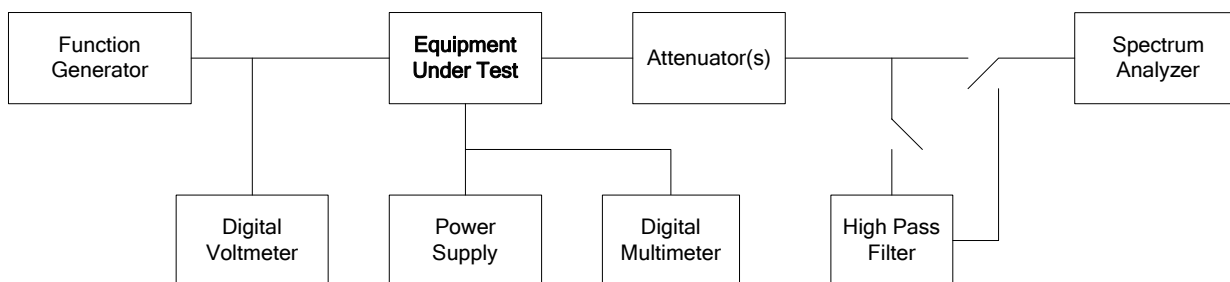 Function
Generator
Equipment
Under Test
Attenuator(s)
Spectrum
Analyzer
Digital
Voltmeter
Power
Supply
Digital
Multimeter
High Pass
Filter